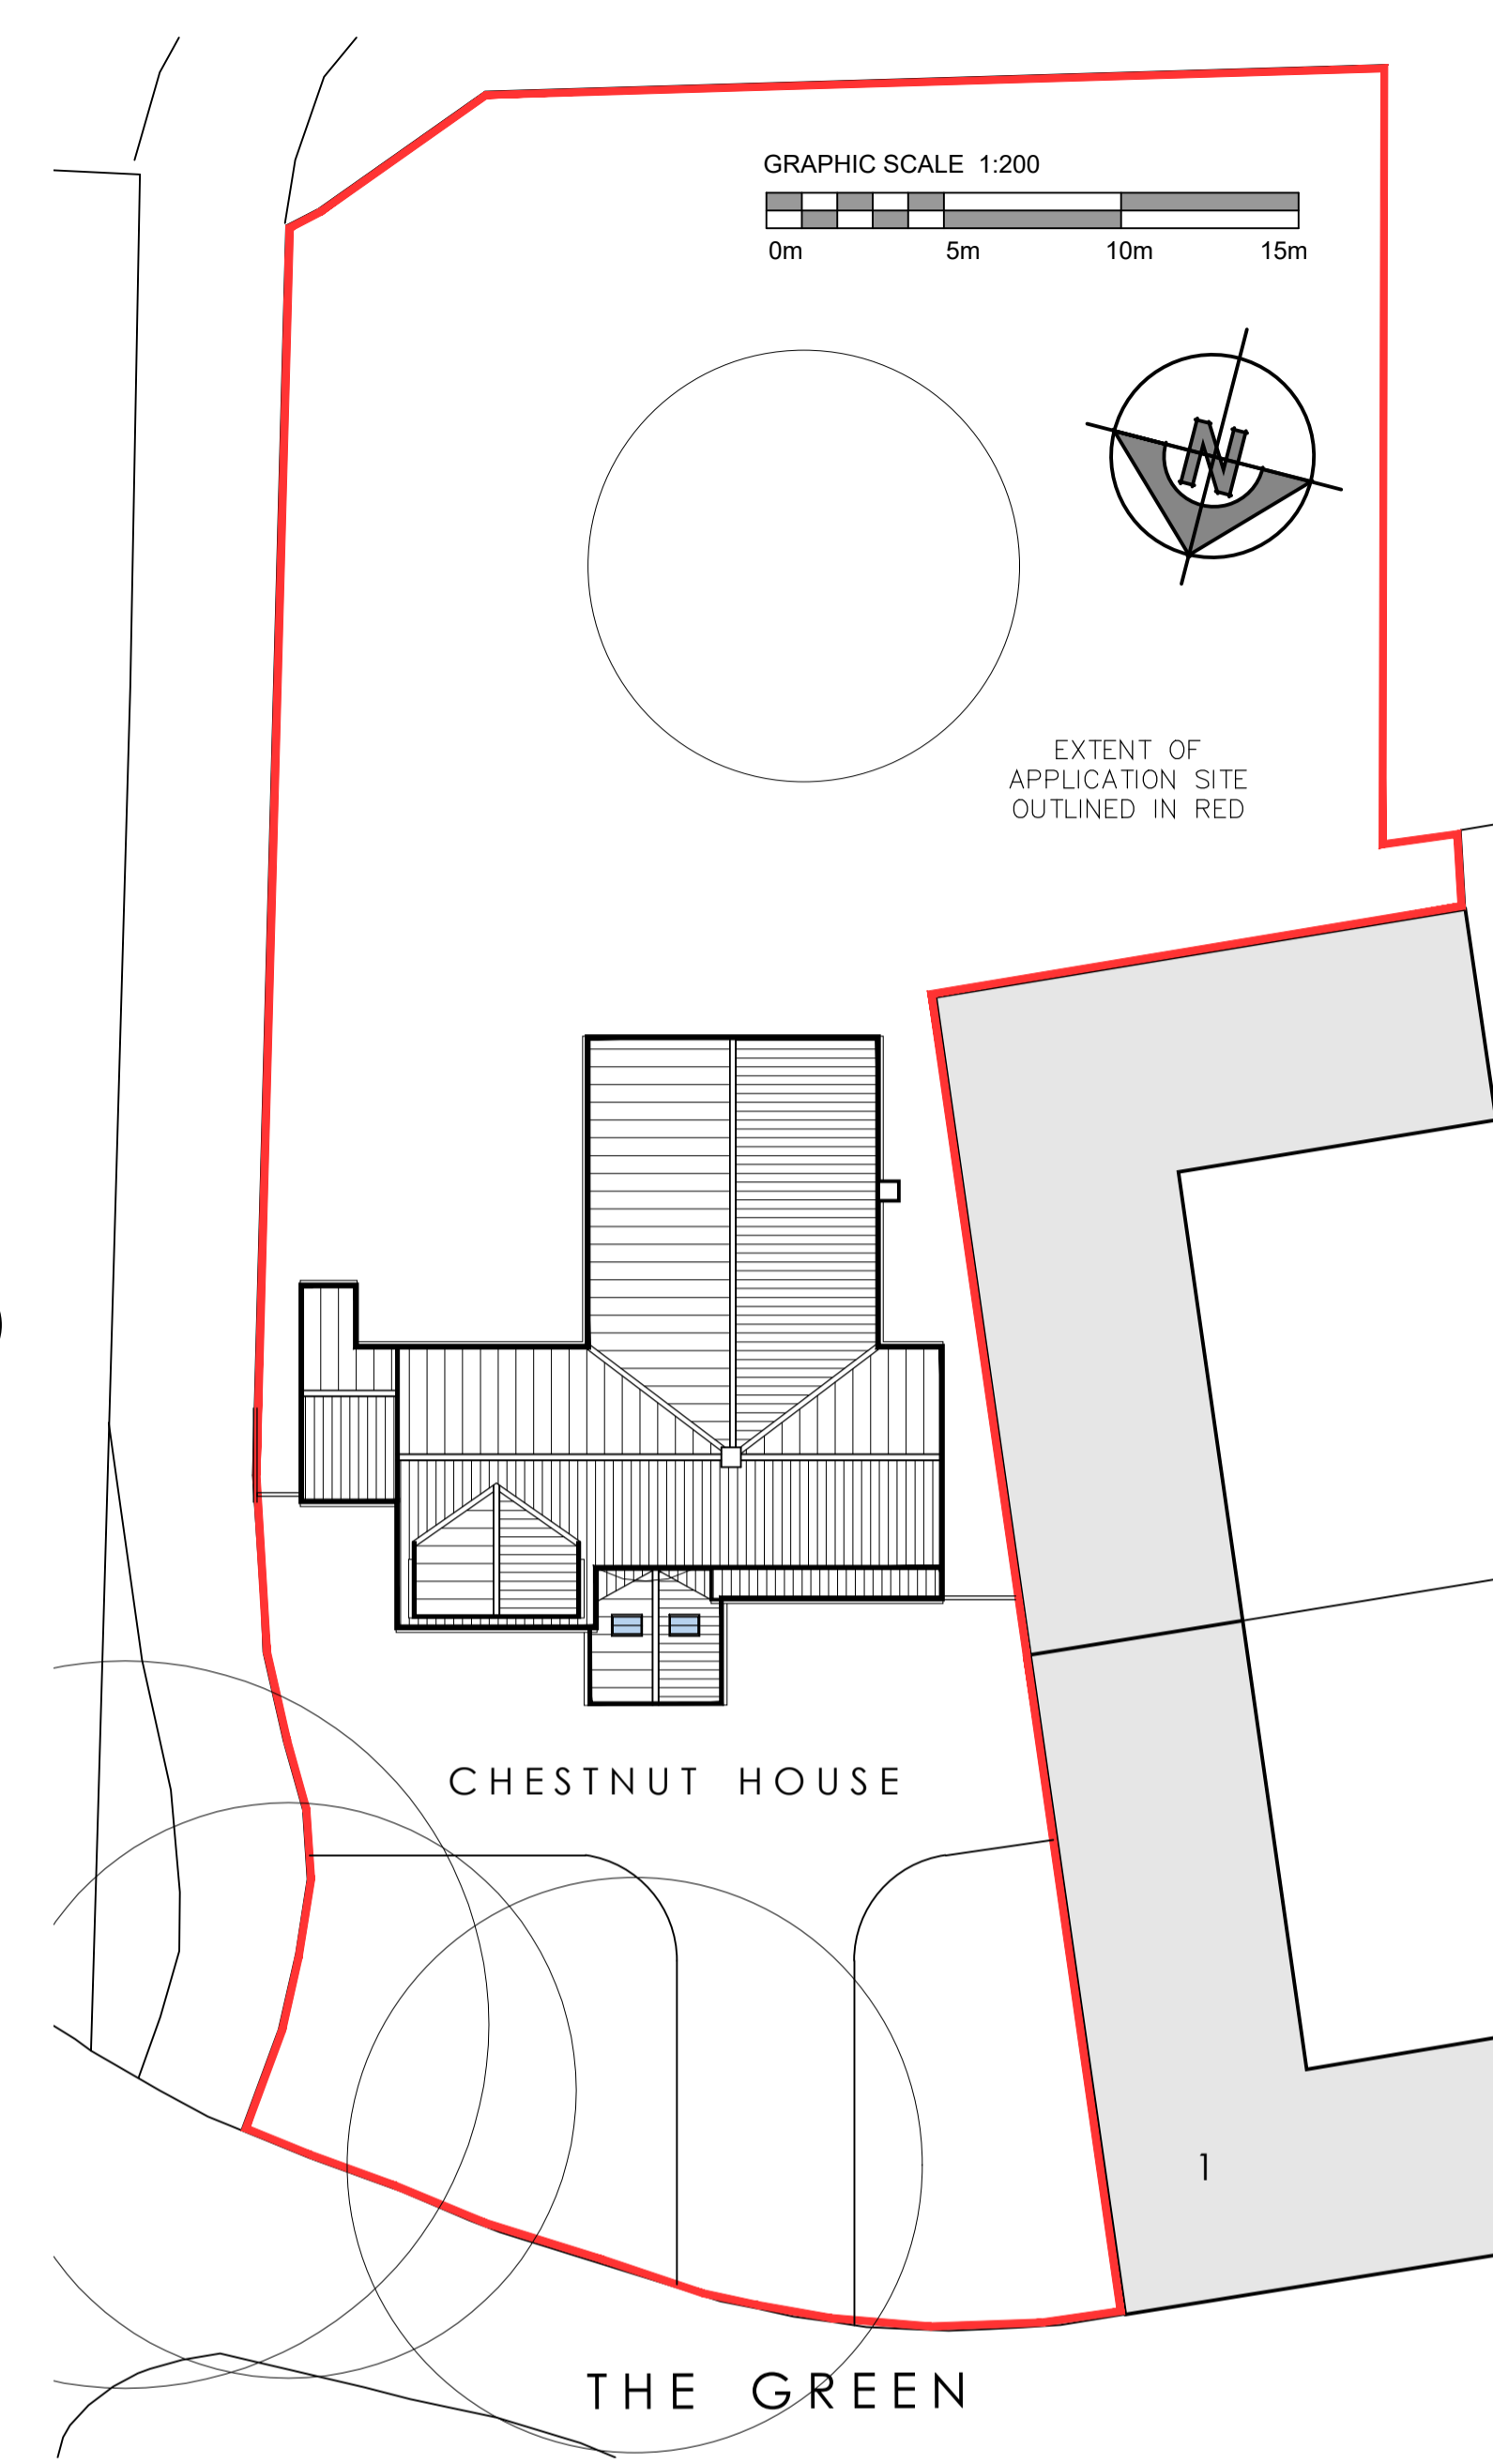 GRAPHIC SCALE 1:200
0m 5m 10m 15m
N
EXTENT OF
APPLICATION SITE
OUTLINED IN RED
CHESTNUT HOUSE
1
THE GREEN